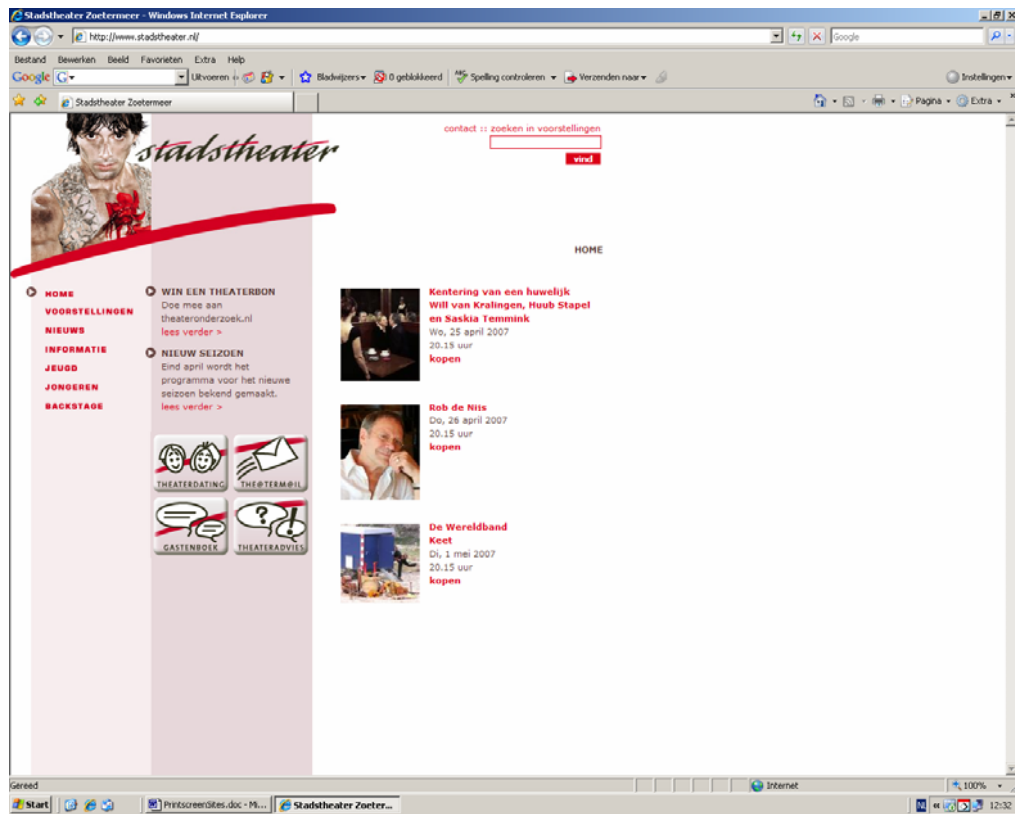 Stadstheater Zoetermeer - Windows Internet Explorer
http://www.stadstheater.nl/
Google
Bestand Bewerken Beeld Favorieten Extra Help
Google G Uitvoeren Bladwijzers 0 geblokkeerd Spelling controleren Verzenden naar Instellingen
Stadstheater Zoetermeer
Pagina Extra
contact :: zoeken in voorstellingen
stadstheater
vind
HOME
HOME
VOORSTELLINGEN
NIEUWS
INFORMATIE
JEUGD
JONGEREN
BACKSTAGE
WIN EEN THEATERBON
Doe mee aan
theateronderzoek.nl
lees verder >
NIEUW SEIZOEN
Eind april wordt het
programma voor het nieuwe
seizoen bekend gemaakt.
lees verder >
THEATERDATING
THE@TERM@IL
GASTENBOEK
THEATERADVIES
Kentering van een huwelijk
Will van Kralingen, Huub Stapel
en Saskia Temmink
Wo, 25 april 2007
20.15 uur
kopen
Rob de Nijs
Do, 26 april 2007
20.15 uur
kopen
De Wereldband
Keet
Di, 1 mei 2007
20.15 uur
kopen
Gereed
Internet
100%
Start
PrintscreenSites.doc - Mi...
Stadstheater Zoeter...
NL
12:32